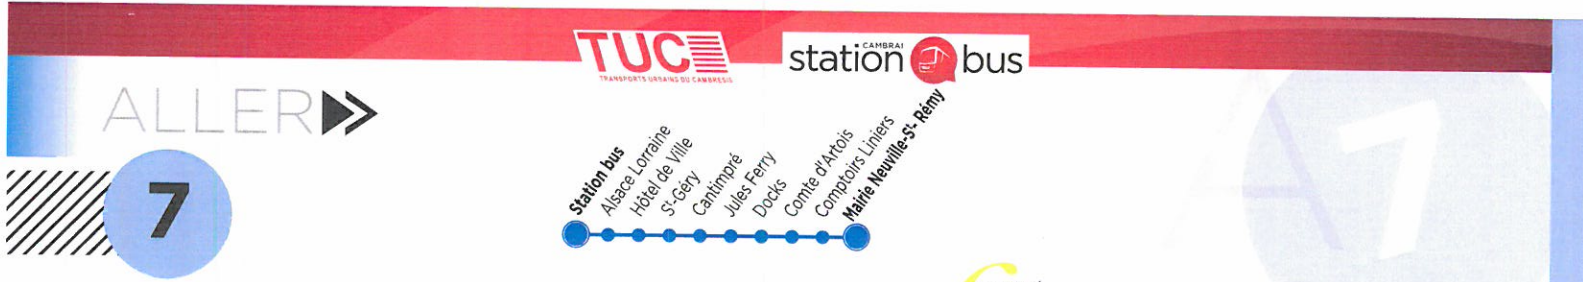 TUC
TRANSPORTS URBAINS DU CAMBRESIS
CAMBRAI
station bus
ALLER
7
Station bus
Alsace Lorraine
Hôtel de Ville
St-Géry
Cantimpré
Jules Ferry
Docks
Comte d'Artois
Comptoirs Liniers
Mairie Neuville-St- Rémy
A
7